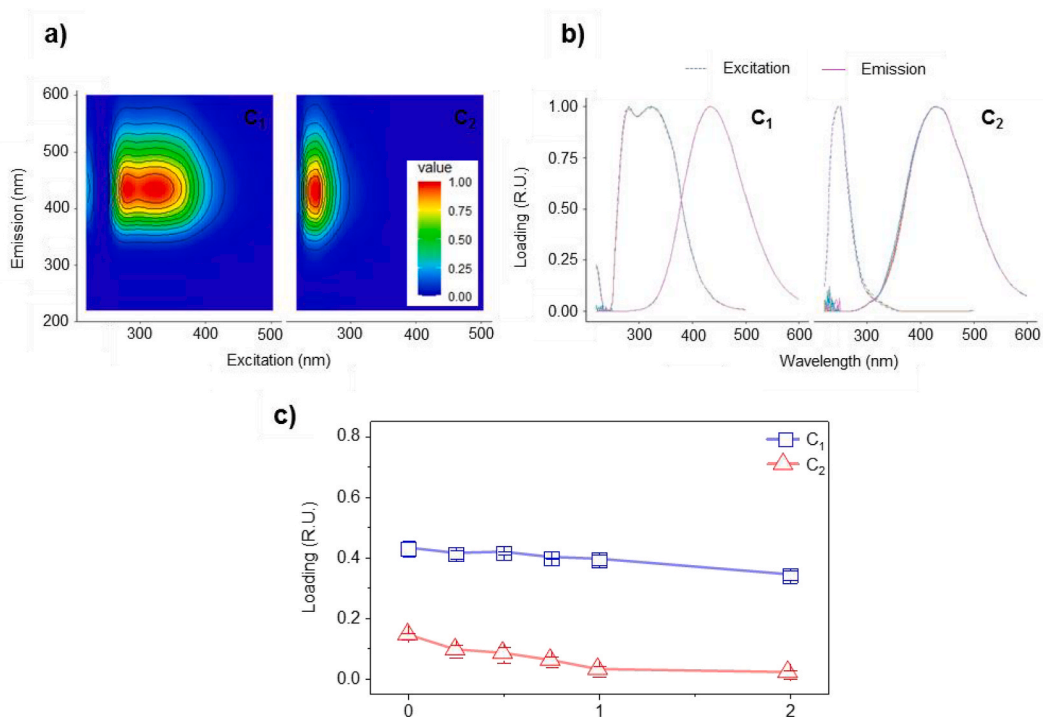 a)
600
500
400
300
200
Emission (nm)
C₁
C₂
value
1.00
0.75
0.50
0.25
0.00
300
400
500
300
400
500
Excitation (nm)
b)
Excitation
Emission
1.00
0.75
0.50
0.25
0.00
Loading (R.U.)
C₁
C₂
300
400
500
600
300
400
500
600
Wavelength (nm)
c)
0.8
0.6
0.4
0.2
0.0
Loading (R.U.)
C₁
C₂
0
1
2